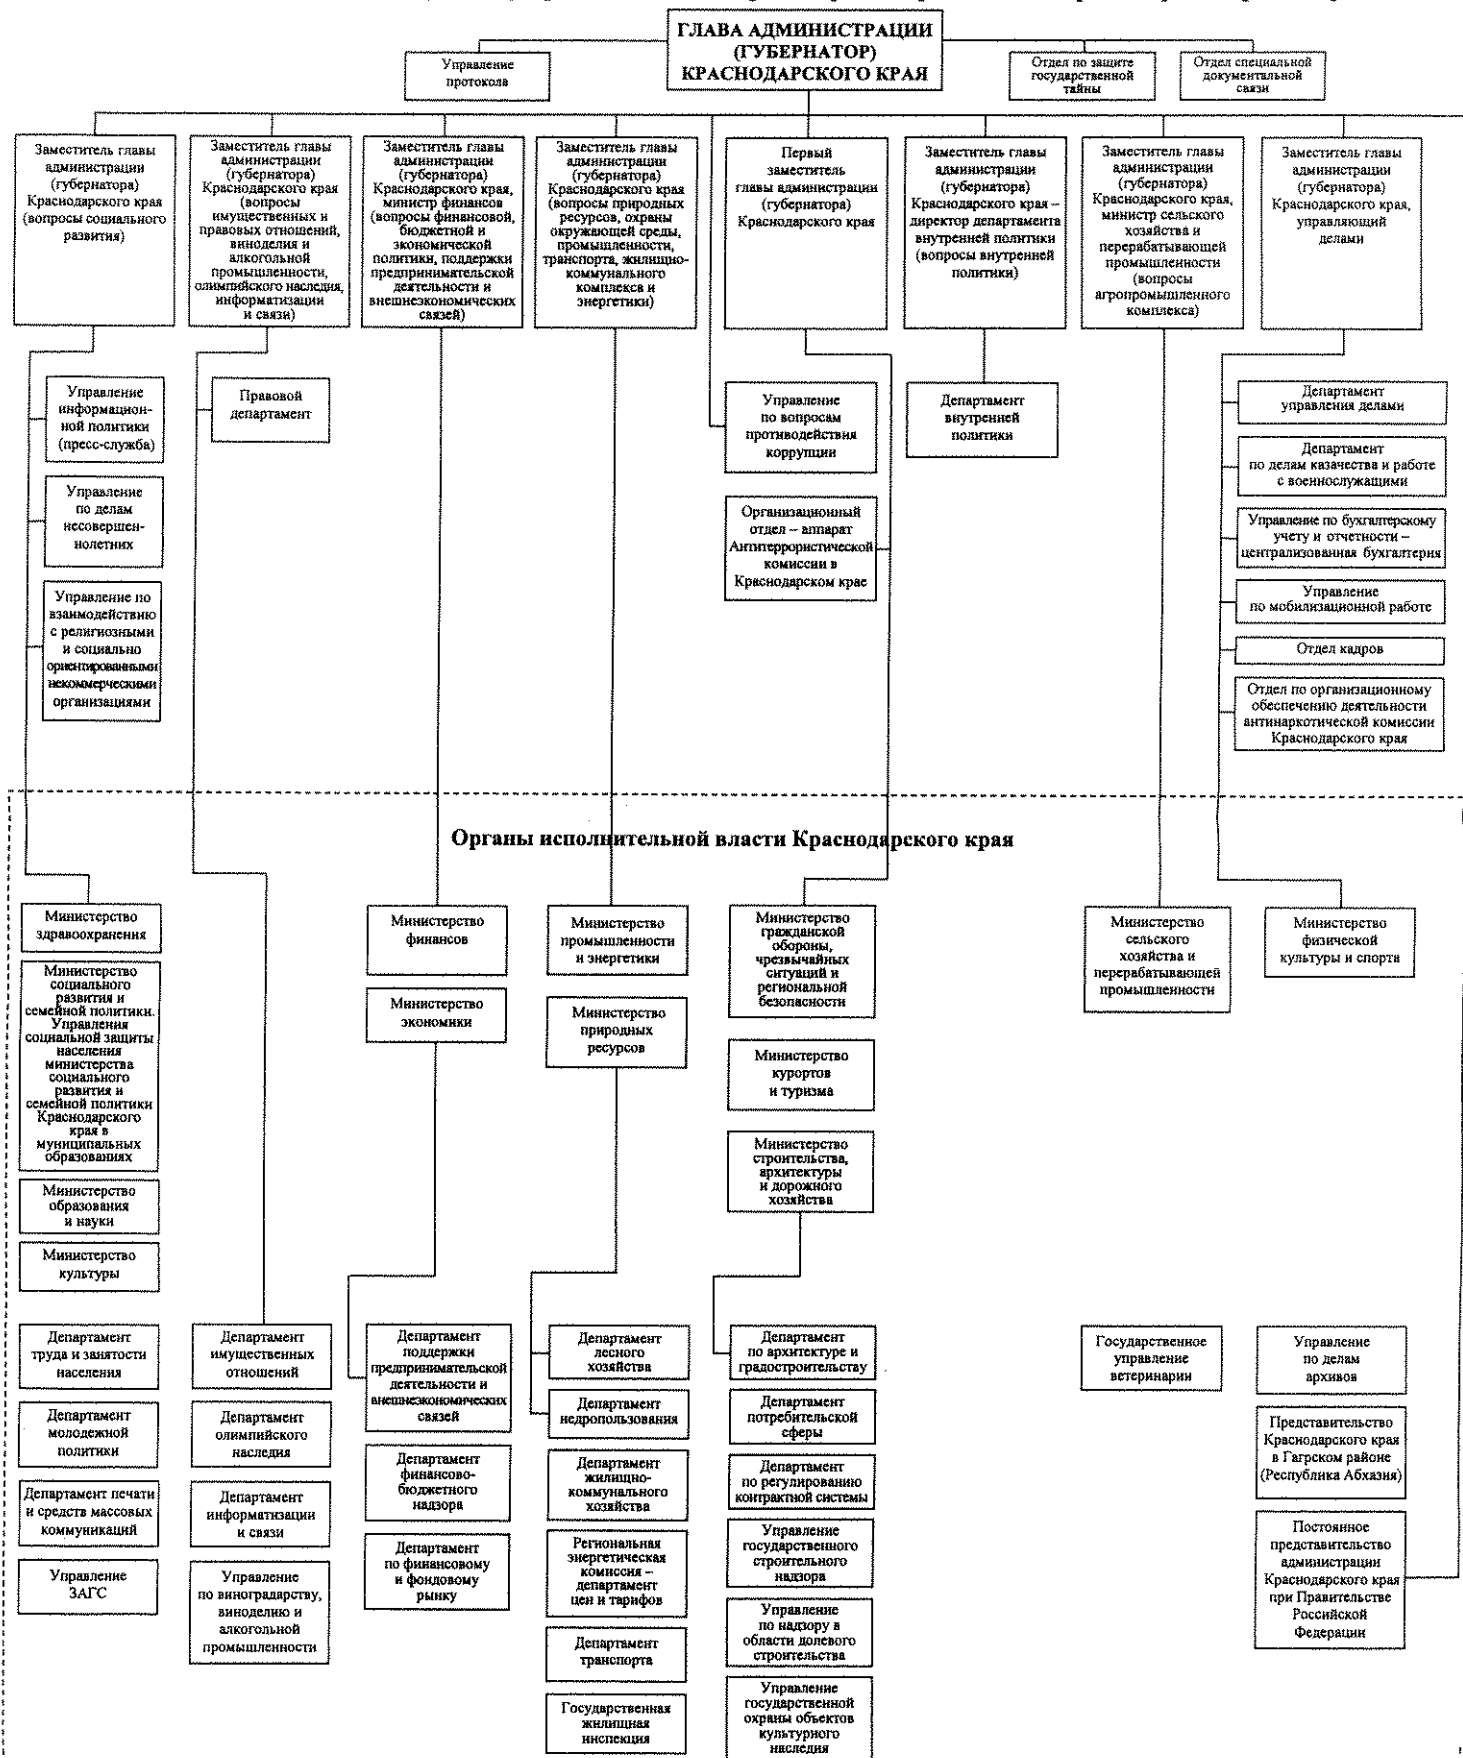 ГЛАВА АДМИНИСТРАЦИИ
(ГУБЕРНАТОР)
КРАСНОДАРСКОГО КРАЯ
Управление
протокола
Отдел по защите
государственной
тайны
Отдел специальной
документальной
связи
Заместитель главы
администрации
(губернатора)
Краснодарского края
(вопросы социального
развития)
Заместитель главы
администрации
(губернатора)
Краснодарского края
(вопросы
имущественных и
правовых отношений,
виноделия и
алкогольной
промышленности,
олимпийского наследия,
информатизации
и связи)
Заместитель главы
администрации
(губернатора)
Краснодарского края,
министр финансов
(вопросы финансовой,
бюджетной и
экономической
политики, поддержки
предпринимательской
деятельности и
внешнеэкономических
связей)
Заместитель главы
администрации
(губернатора)
Краснодарского края
(вопросы природных
ресурсов, охраны
окружающей среды,
промышленности,
транспорта, жилищно-
коммунального
комплекса и
энергетики)
Первый
заместитель
главы администрации
(губернатора)
Краснодарского края
Заместитель главы
администрации
(губернатора)
Краснодарского края –
директор департамента
внутренней политики
(вопросы внутренней
политики)
Заместитель главы
администрации
(губернатора)
Краснодарского края,
министр сельского
хозяйства и
перерабатывающей
промышленности
(вопросы
агропромышленного
комплекса)
Заместитель главы
администрации
(губернатора)
Краснодарского края,
управляющий
делами
Управление
информацион-
ной политики
(пресс-служба)
Управление
по делам
несовершен-
нолетних
Управление по
взаимодействию
с религиозными
и социально
ориентированными
некоммерческими
организациями
Правовой
департамент
Управление
по вопросам
противодействия
коррупции
Организационный
отдел – аппарат
Антитеррористической
комиссии в
Краснодарском крае
Департамент
внутренней
политики
Департамент
управления делами
Департамент
по делам казачества и работе
с военнослужащими
Управление по бухгалтерскому
учету и отчетности –
централизованная бухгалтерия
Управление
по мобилизационной работе
Отдел кадров
Отдел по организационному
обеспечению деятельности
антинаркотической комиссии
Краснодарского края
Органы исполнительной власти Краснодарского края
Министерство
здравоохранения
Министерство
социального
развития и
семейной политики.
Управления
социальной защиты
населения
министерства
социального
развития и
семейной политики
Краснодарского
края в
муниципальных
образованиях
Министерство
образования
и науки
Министерство
культуры
Департамент
труда и занятости
населения
Департамент
молодежной
политики
Департамент печати
и средств массовых
коммуникаций
Управление
ЗАГС
Департамент
имущественных
отношений
Департамент
олимпийского
наследия
Департамент
информатизации
и связи
Управление
по виноградарству,
виноделию и
алкогольной
промышленности
Министерство
финансов
Министерство
экономики
Департамент
поддержки
предпринимательской
деятельности и
внешнеэкономических
связей
Департамент
финансово-
бюджетного
надзора
Департамент
по финансовому
и фондовому
рынку
Министерство
промышленности
и энергетики
Министерство
природных
ресурсов
Департамент
лесного
хозяйства
Департамент
недропользования
Департамент
жилищно-
коммунального
хозяйства
Региональная
энергетическая
комиссия –
департамент
цен и тарифов
Департамент
транспорта
Государственная
жилищная
инспекция
Министерство
гражданской
обороны,
чрезвычайных
ситуаций и
региональной
безопасности
Министерство
курортов
и туризма
Министерство
строительства,
архитектуры
и дорожного
хозяйства
Департамент
по архитектуре и
градостроительству
Департамент
потребительской
сферы
Департамент
по регулированию
контрактной системы
Управление
государственного
строительного
надзора
Управление
по надзору в
области долевого
строительства
Управление
государственной
охраны объектов
культурного
наследия
Министерство
сельского
хозяйства и
перерабатывающей
промышленности
Государственное
управление
ветеринарии
Министерство
физической
культуры и спорта
Управление
по делам
архивов
Представительство
Краснодарского края
в Гагрском районе
(Республика Абхазия)
Постоянное
представительство
администрации
Краснодарского края
при Правительстве
Российской
Федерации